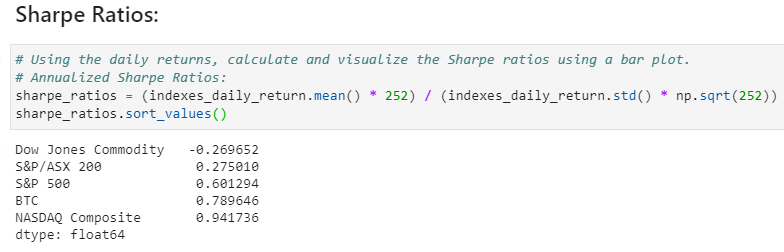 Sharpe Ratios:
# Using the daily returns, calculate and visualize the Sharpe ratios using a bar plot.
# Annualized Sharpe Ratios:
sharpe_ratios = (indexes_daily_return.mean() * 252) / (indexes_daily_return.std() * np.sqrt(252))
sharpe_ratios.sort_values()
Dow Jones Commodity   -0.269652
S&P/ASX 200            0.275010
S&P 500                0.601294
BTC                    0.789646
NASDAQ Composite       0.941736
dtype: float64